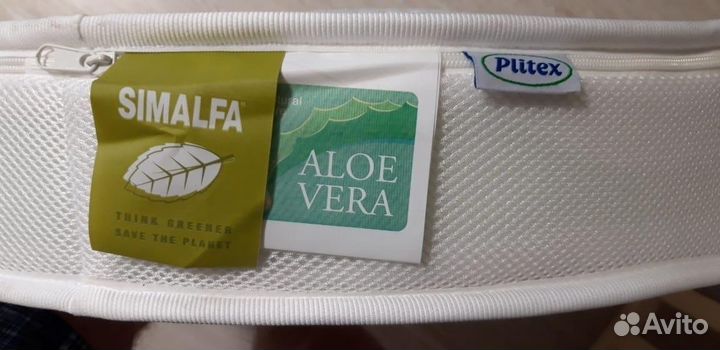 SIMALFA®
THINK GREENER
SAVE THE PLANET
ALOE
VERA
Plitex
Avito